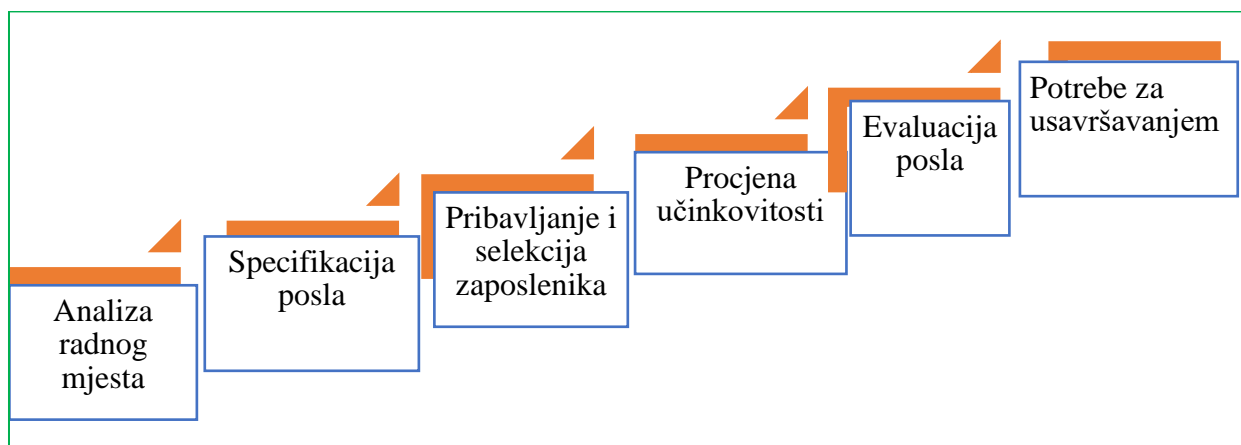 Analiza
radnog
mjesta
Specifikacija
posla
Pribavljanje i
selekcija
zaposlenika
Procjena
učinkovitosti
Evaluacija
posla
Potrebe za
usavršavanjem